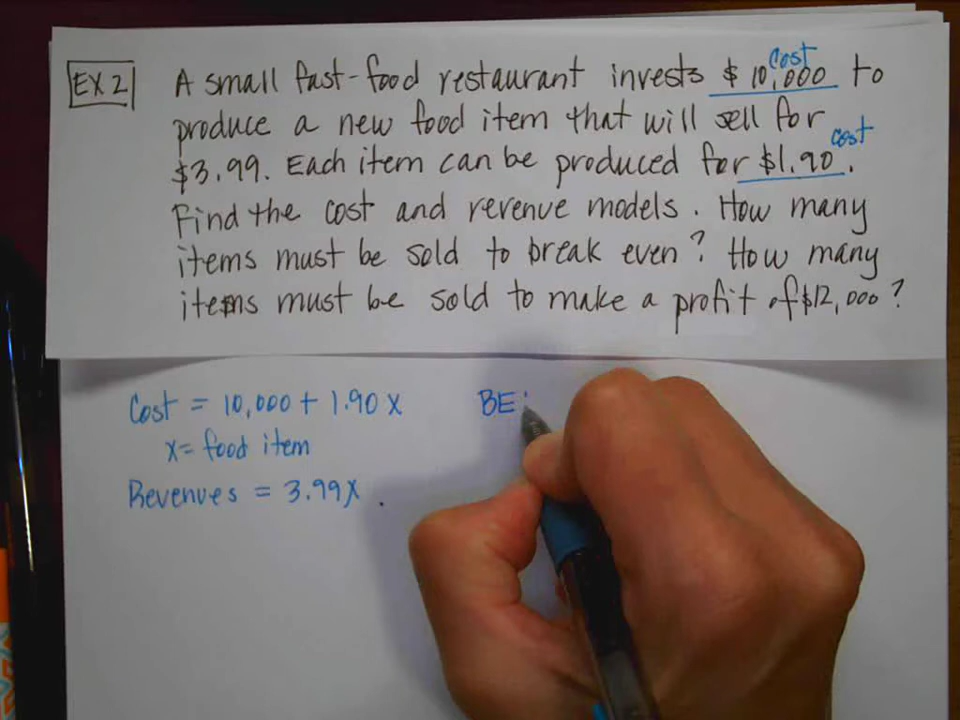 EX 2
A small fast-food restaurant invests $10,000 to
cost
produce a new food item that will sell for
$3.99. Each item can be produced for $1.90.
cost
Find the cost and revenue models. How many
items must be sold to break even? How many
items must be sold to make a profit of $12,000?
Cost = 10,000 + 1.90 x
x = food item
Revenues = 3.99x
BE: